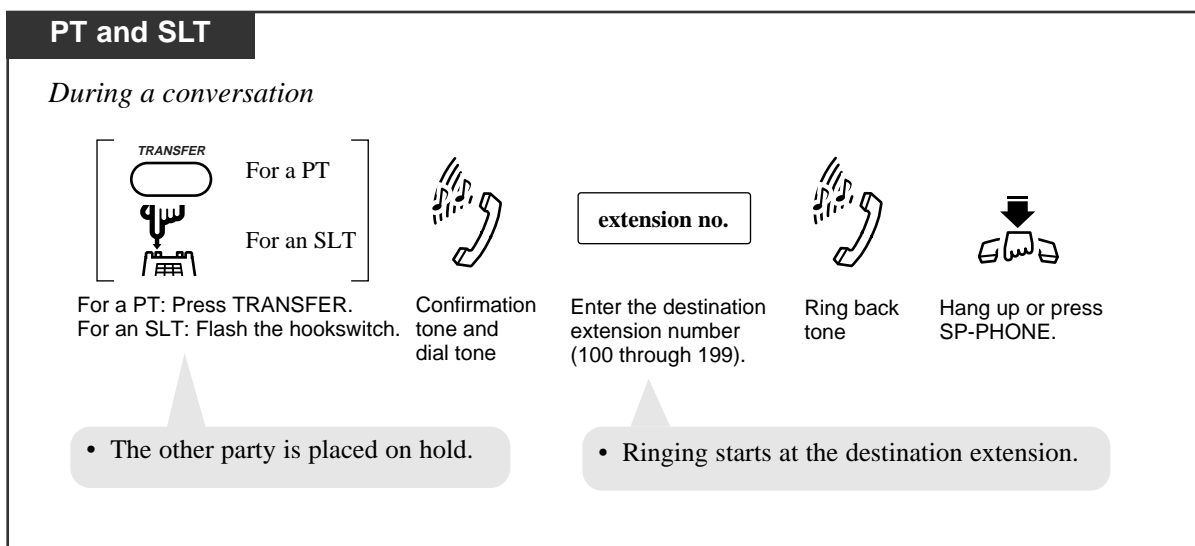 PT and SLT
During a conversation
TRANSFER
For a PT
For an SLT
extension no.
For a PT: Press TRANSFER.
For an SLT: Flash the hookswitch.
Confirmation
tone and
dial tone
Enter the destination
extension number
(100 through 199).
Ring back
tone
Hang up or press
SP-PHONE.
• The other party is placed on hold.
• Ringing starts at the destination extension.